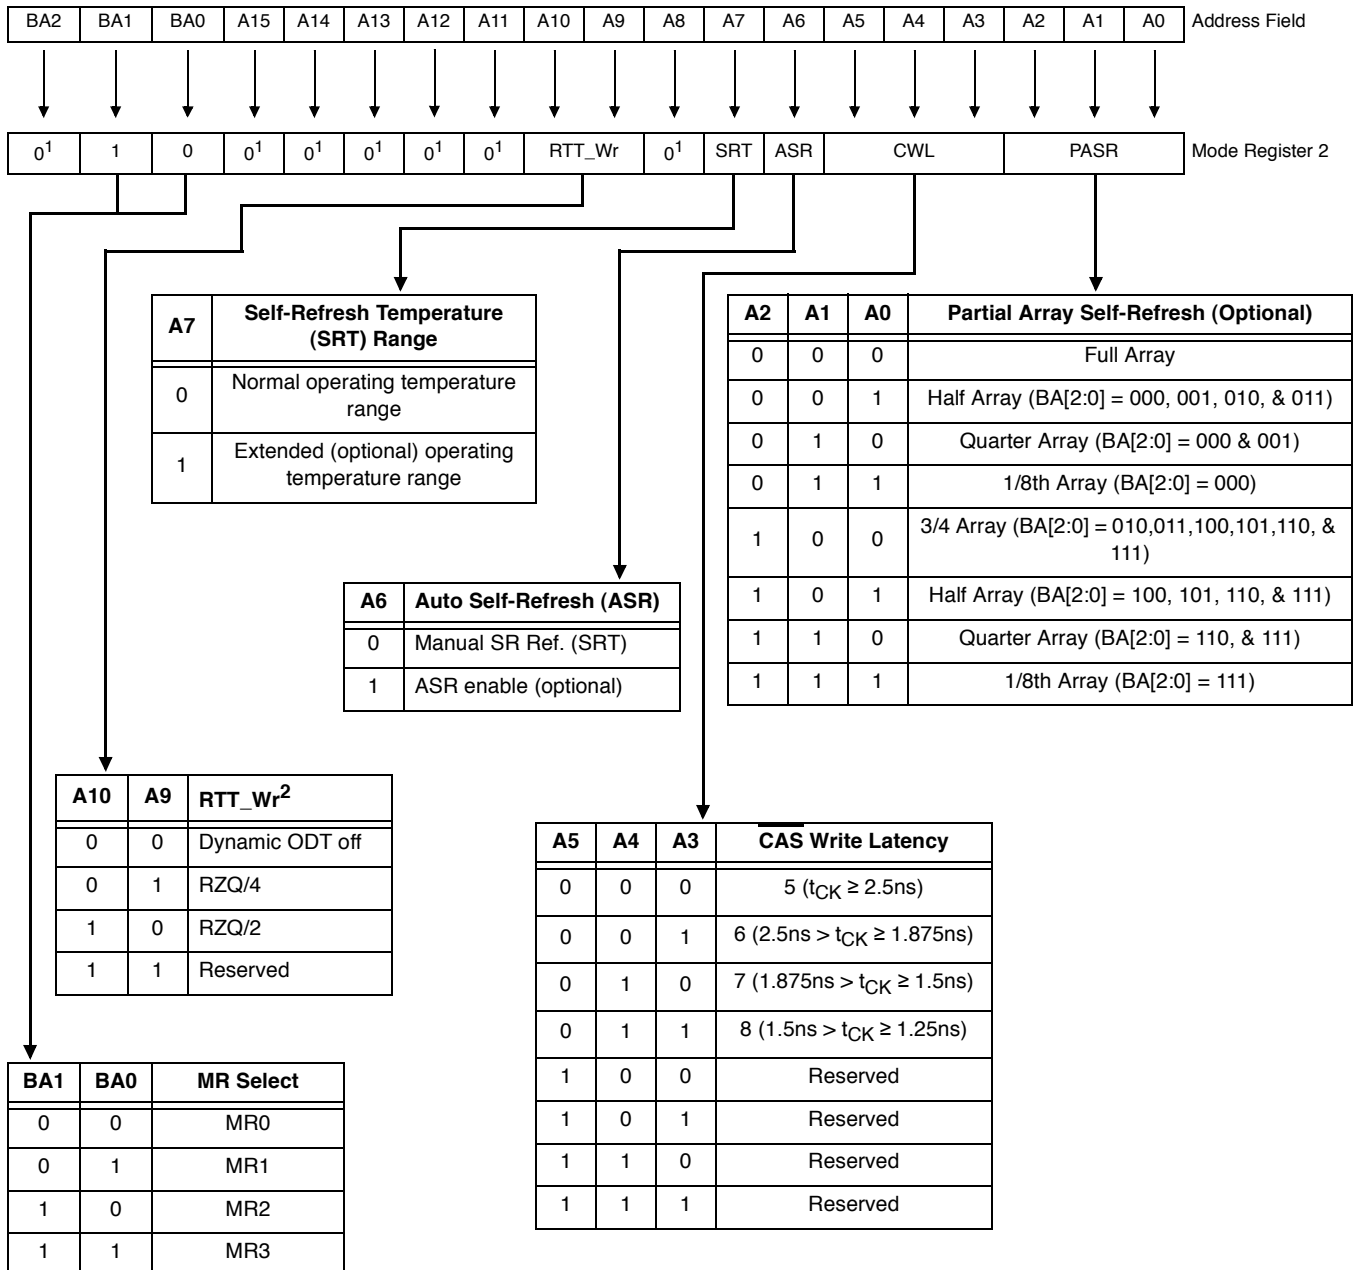 BA2 BA1 BA0 A15 A14 A13 A12 A11 A10 A9 A8 A7 A6 A5 A4 A3 A2 A1 A0 Address Field
0¹ 1 0 0¹ 0¹ 0¹ 0¹ 0¹ RTT_Wr 0¹ SRT ASR CWL PASR Mode Register 2
A7 Self-Refresh Temperature
(SRT) Range
0 Normal operating temperature
range
1 Extended (optional) operating
temperature range
A2 A1 A0 Partial Array Self-Refresh (Optional)
0 0 0 Full Array
0 0 1 Half Array (BA[2:0] = 000, 001, 010, & 011)
0 1 0 Quarter Array (BA[2:0] = 000 & 001)
0 1 1 1/8th Array (BA[2:0] = 000)
1 0 0 3/4 Array (BA[2:0] = 010,011,100,101,110, &
111)
1 0 1 Half Array (BA[2:0] = 100, 101, 110, & 111)
1 1 0 Quarter Array (BA[2:0] = 110, & 111)
1 1 1 1/8th Array (BA[2:0] = 111)
A6 Auto Self-Refresh (ASR)
0 Manual SR Ref. (SRT)
1 ASR enable (optional)
A10 A9 RTT_Wr²
0 0 Dynamic ODT off
0 1 RZQ/4
1 0 RZQ/2
1 1 Reserved
A5 A4 A3 C̅A̅S̅ Write Latency
0 0 0 5 (tCK ≥ 2.5ns)
0 0 1 6 (2.5ns > tCK ≥ 1.875ns)
0 1 0 7 (1.875ns > tCK ≥ 1.5ns)
0 1 1 8 (1.5ns > tCK ≥ 1.25ns)
1 0 0 Reserved
1 0 1 Reserved
1 1 0 Reserved
1 1 1 Reserved
BA1 BA0 MR Select
0 0 MR0
0 1 MR1
1 0 MR2
1 1 MR3